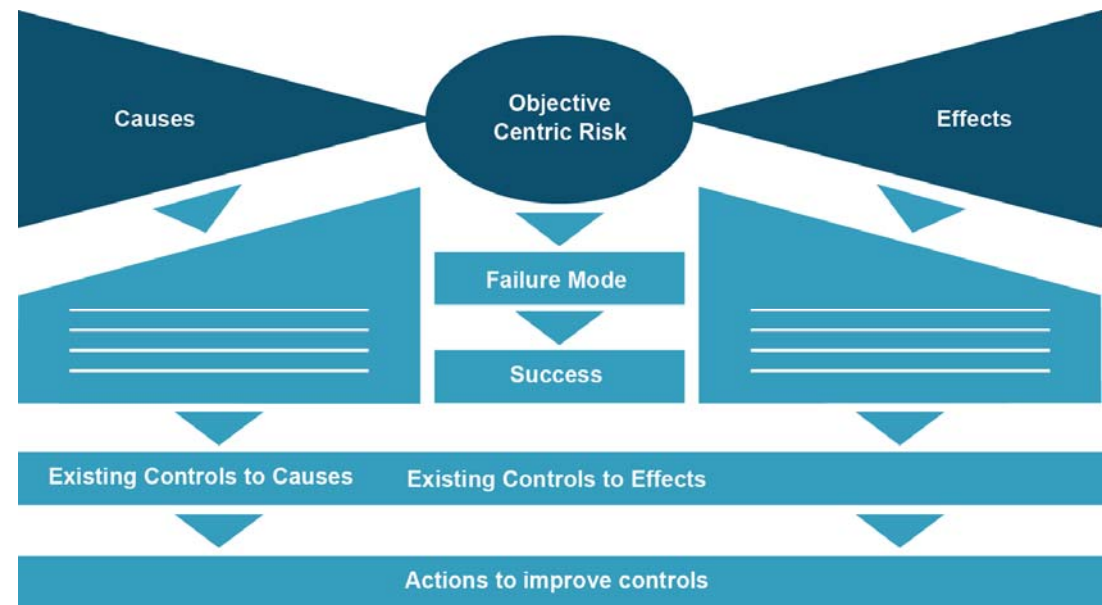 Causes
Objective
Centric Risk
Effects
Failure Mode
Success
Existing Controls to Causes
Existing Controls to Effects
Actions to improve controls